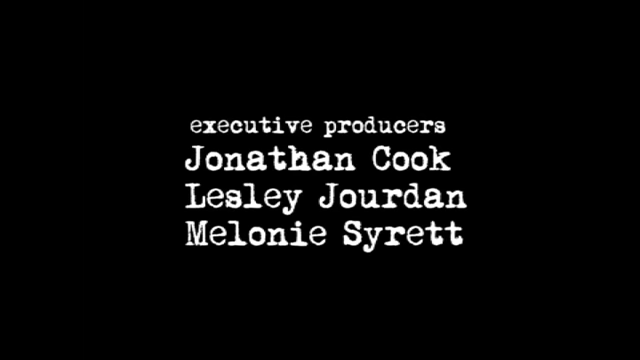 executive producers
Jonathan Cook
Lesley Jourdan
Melonie Syrett